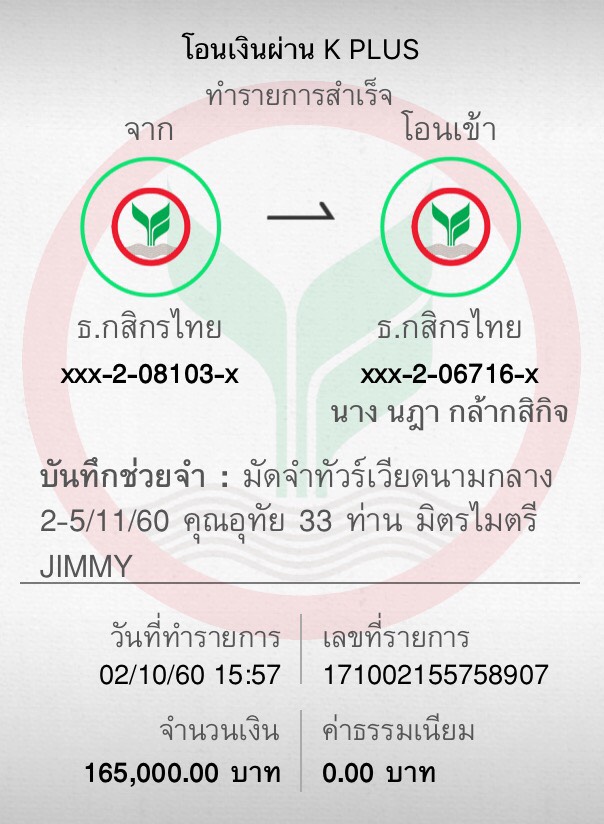 โอนเงินผ่าน K PLUS
ทำรายการสำเร็จ
จาก
โอนเข้า
ธ.กสิกรไทย
xxx-2-08103-x
ธ.กสิกรไทย
xxx-2-06716-x
นาง นฎา กล้ากสิกิจ
บันทึกช่วยจำ : มัดจำทัวร์เวียดนามกลาง
2-5/11/60 คุณอุทัย 33 ท่าน มิตรไมตรี
JIMMY
วันที่ทำรายการ
02/10/60 15:57
เลขที่รายการ
171002155758907
จำนวนเงิน
165,000.00 บาท
ค่าธรรมเนียม
0.00 บาท